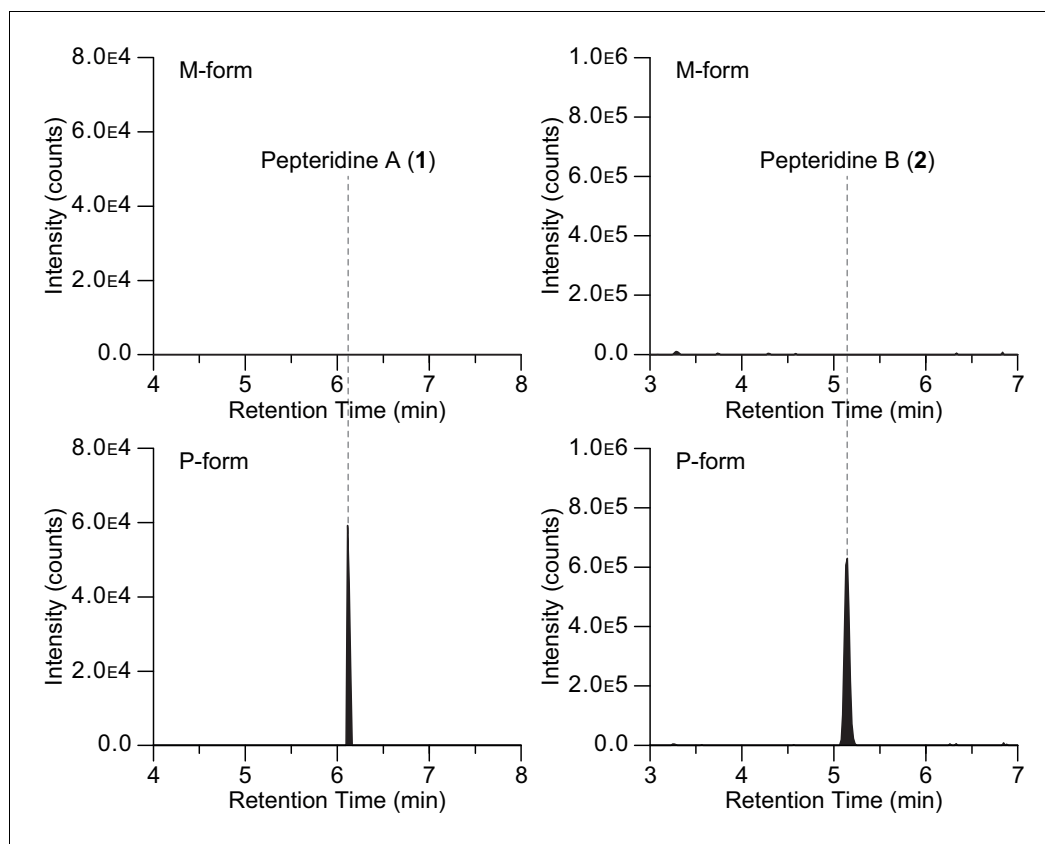 M-form
8.0E4
6.0E4
4.0E4
2.0E4
0.0
Intensity (counts)
Pepteridine A (1)
4 5 6 7 8
Retention Time (min)
M-form
1.0E6
8.0E5
6.0E5
4.0E5
2.0E5
0.0
Intensity (counts)
Pepteridine B (2)
3 4 5 6 7
Retention Time (min)
P-form
8.0E4
6.0E4
4.0E4
2.0E4
0.0
Intensity (counts)
4 5 6 7 8
Retention Time (min)
P-form
1.0E6
8.0E5
6.0E5
4.0E5
2.0E5
0.0
Intensity (counts)
3 4 5 6 7
Retention Time (min)